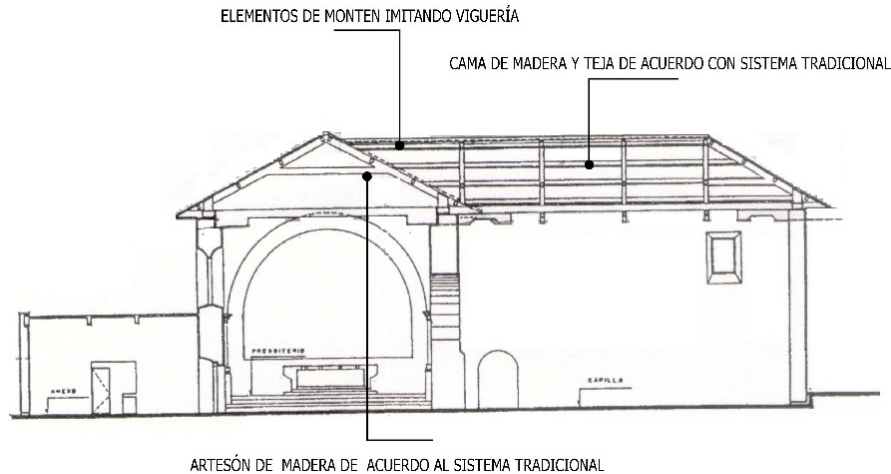 ELEMENTOS DE MONTEN IMITANDO VIGUERÍA
CAMA DE MADERA Y TEJA DE ACUERDO CON SISTEMA TRADICIONAL
PRESBITERIO
ANEXO
CAPILLA
ARTESÓN DE MADERA DE ACUERDO AL SISTEMA TRADICIONAL